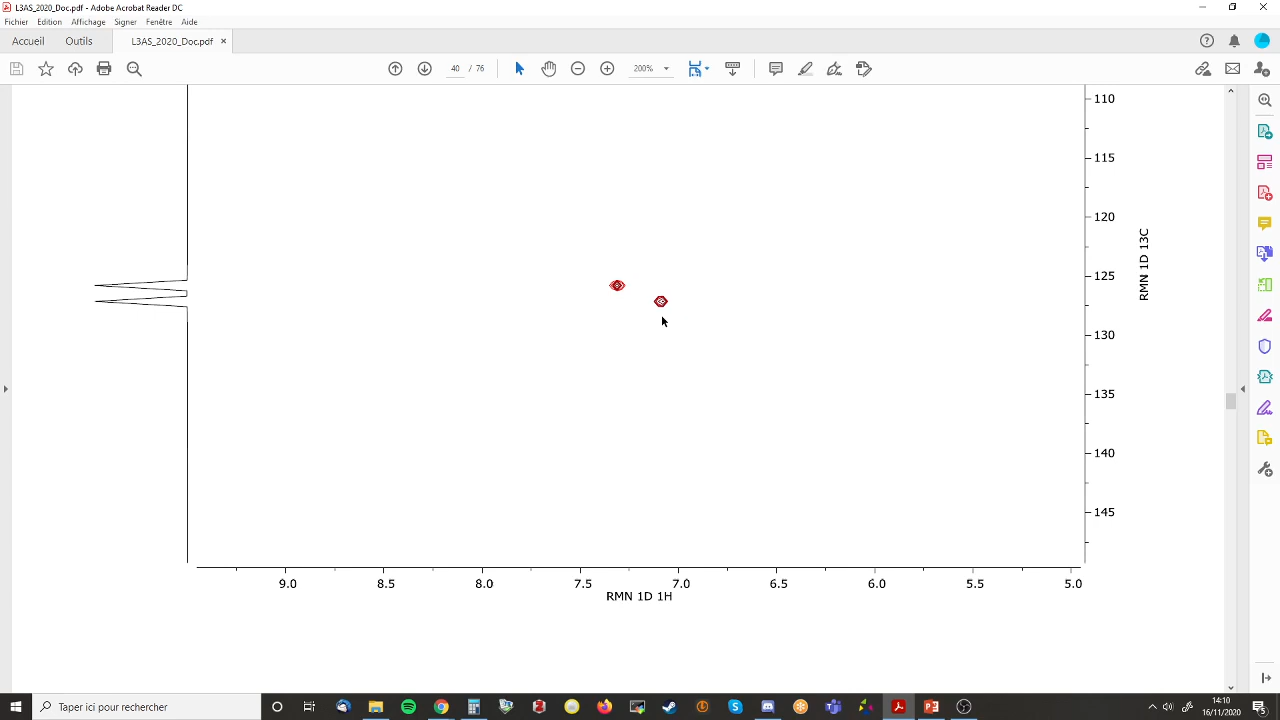 L3AS_2020_Doc.pdf - Adobe Acrobat Reader DC
Fichier Edition Affichage Signer Fenêtre Aide
Accueil Outils L3AS_2020_Doc.pdf ×
40 / 76 200%
110
115
120
125
130
135
140
145
RMN 1D 13C
9.0 8.5 8.0 7.5 7.0 6.5 6.0 5.5 5.0
RMN 1D 1H
Taper ici pour rechercher
14:10
16/11/2020